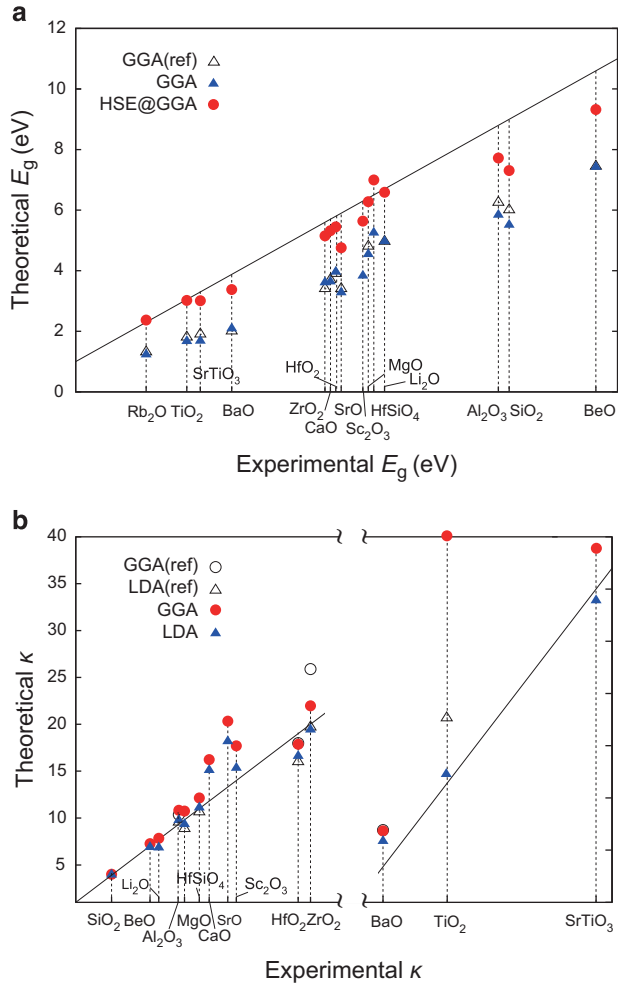 a
12
10
8
6
4
2
0
Theoretical Eg (eV)
GGA(ref)
GGA
HSE@GGA
SrTiO₃
HfO₂
MgO
Li₂O
Rb₂O TiO₂ BaO ZrO₂ SrO HfSiO₄ Al₂O₃ SiO₂ BeO
CaO Sc₂O₃
Experimental Eg (eV)
b
40
35
30
25
20
15
10
5
Theoretical κ
GGA(ref)
LDA(ref)
GGA
LDA
Li₂O HfSiO₄ Sc₂O₃
SiO₂ BeO MgO SrO HfO₂ ZrO₂ BaO TiO₂ SrTiO₃
Al₂O₃ CaO
Experimental κ